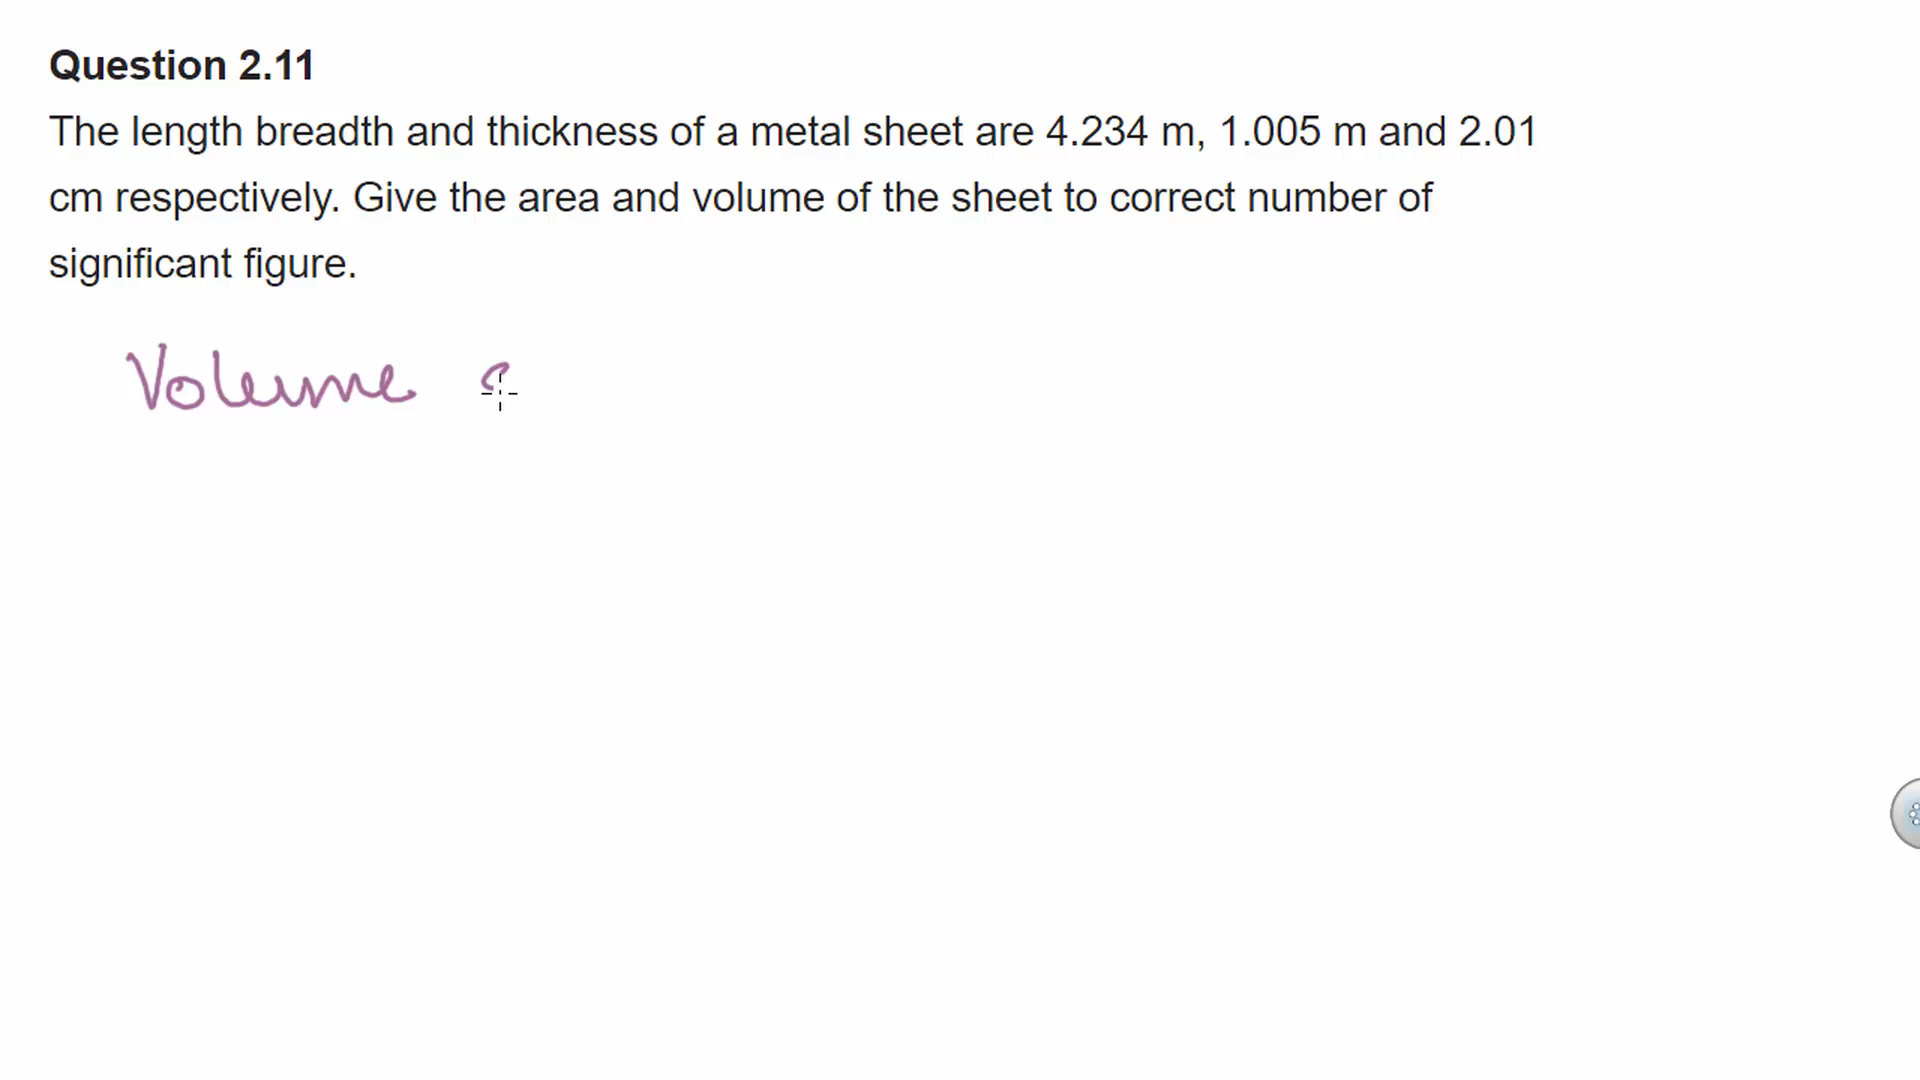 Question 2.11
The length breadth and thickness of a metal sheet are 4.234 m, 1.005 m and 2.01
cm respectively. Give the area and volume of the sheet to correct number of
significant figure.
Volume